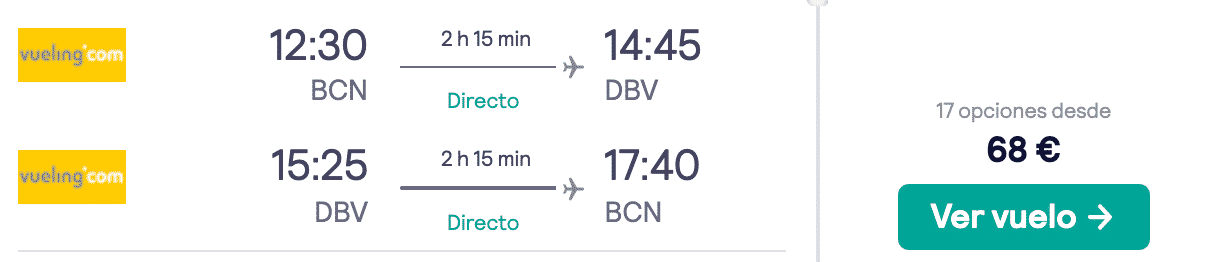 vueling.com
12:30
2 h 15 min
14:45
BCN
Directo
DBV
vueling.com
15:25
2 h 15 min
17:40
DBV
Directo
BCN
17 opciones desde
68 €
Ver vuelo →